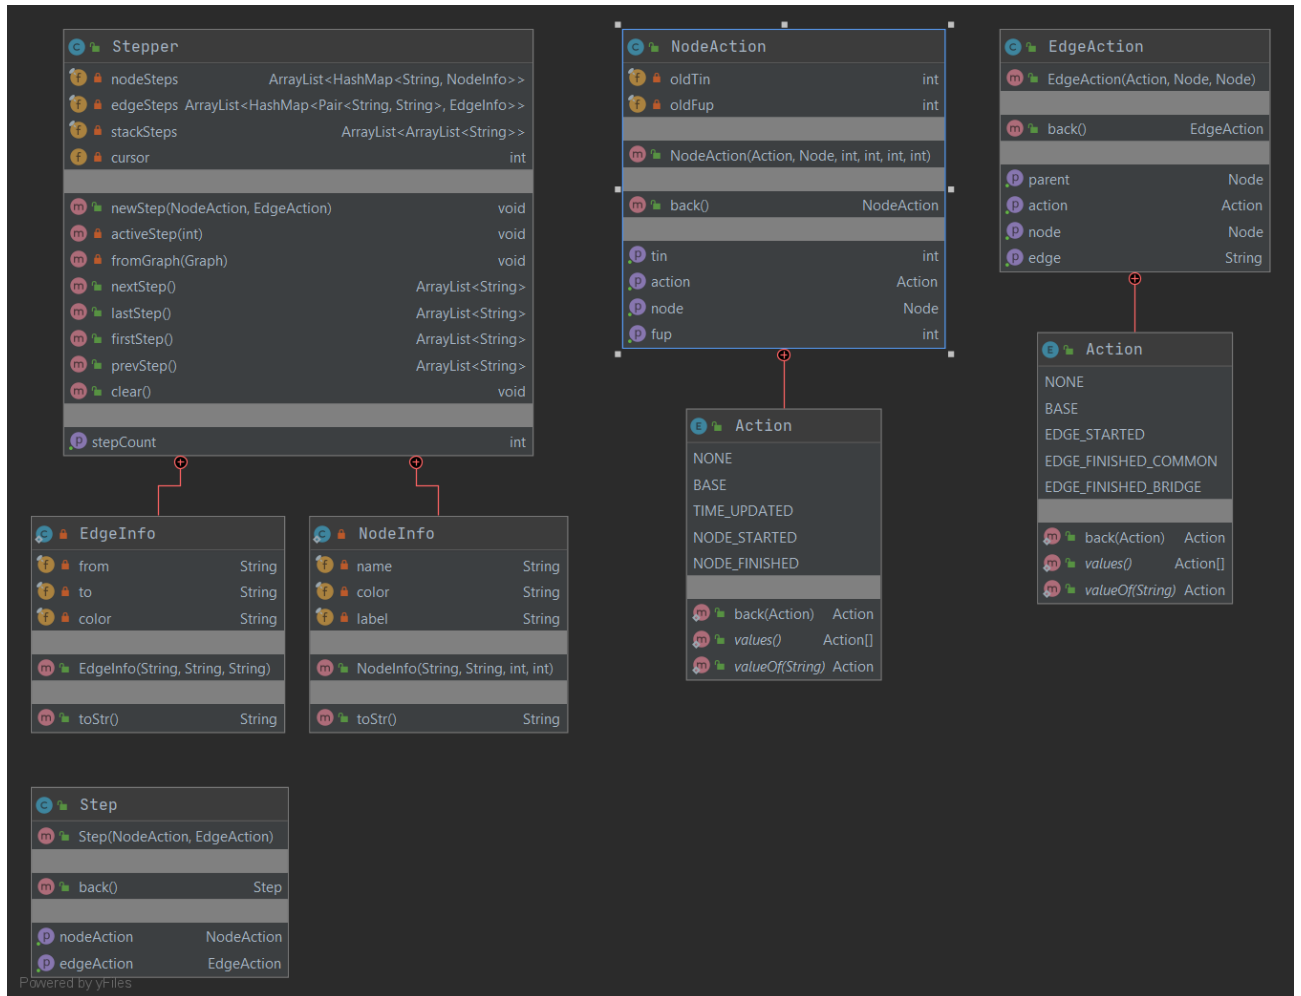 Stepper
nodeSteps ArrayList<HashMap<String, NodeInfo>>
edgeSteps ArrayList<HashMap<Pair<String, String>, EdgeInfo>>
stackSteps ArrayList<ArrayList<String>>
cursor int
newStep(NodeAction, EdgeAction) void
activeStep(int) void
fromGraph(Graph) void
nextStep() ArrayList<String>
lastStep() ArrayList<String>
firstStep() ArrayList<String>
prevStep() ArrayList<String>
clear() void
stepCount int
NodeAction
oldTin int
oldFup int
NodeAction(Action, Node, int, int, int, int)
back() NodeAction
tin int
action Action
node Node
fup int
EdgeAction
EdgeAction(Action, Node, Node)
back() EdgeAction
parent Node
action Action
node Node
edge String
Action
NONE
BASE
EDGE_STARTED
EDGE_FINISHED_COMMON
EDGE_FINISHED_BRIDGE
back(Action) Action
values() Action[]
valueOf(String) Action
Action
NONE
BASE
TIME_UPDATED
NODE_STARTED
NODE_FINISHED
back(Action) Action
values() Action[]
valueOf(String) Action
EdgeInfo
from String
to String
color String
EdgeInfo(String, String, String)
toStr() String
NodeInfo
name String
color String
label String
NodeInfo(String, String, int, int)
toStr() String
Step
Step(NodeAction, EdgeAction)
back() Step
nodeAction NodeAction
edgeAction EdgeAction
Powered by yFiles